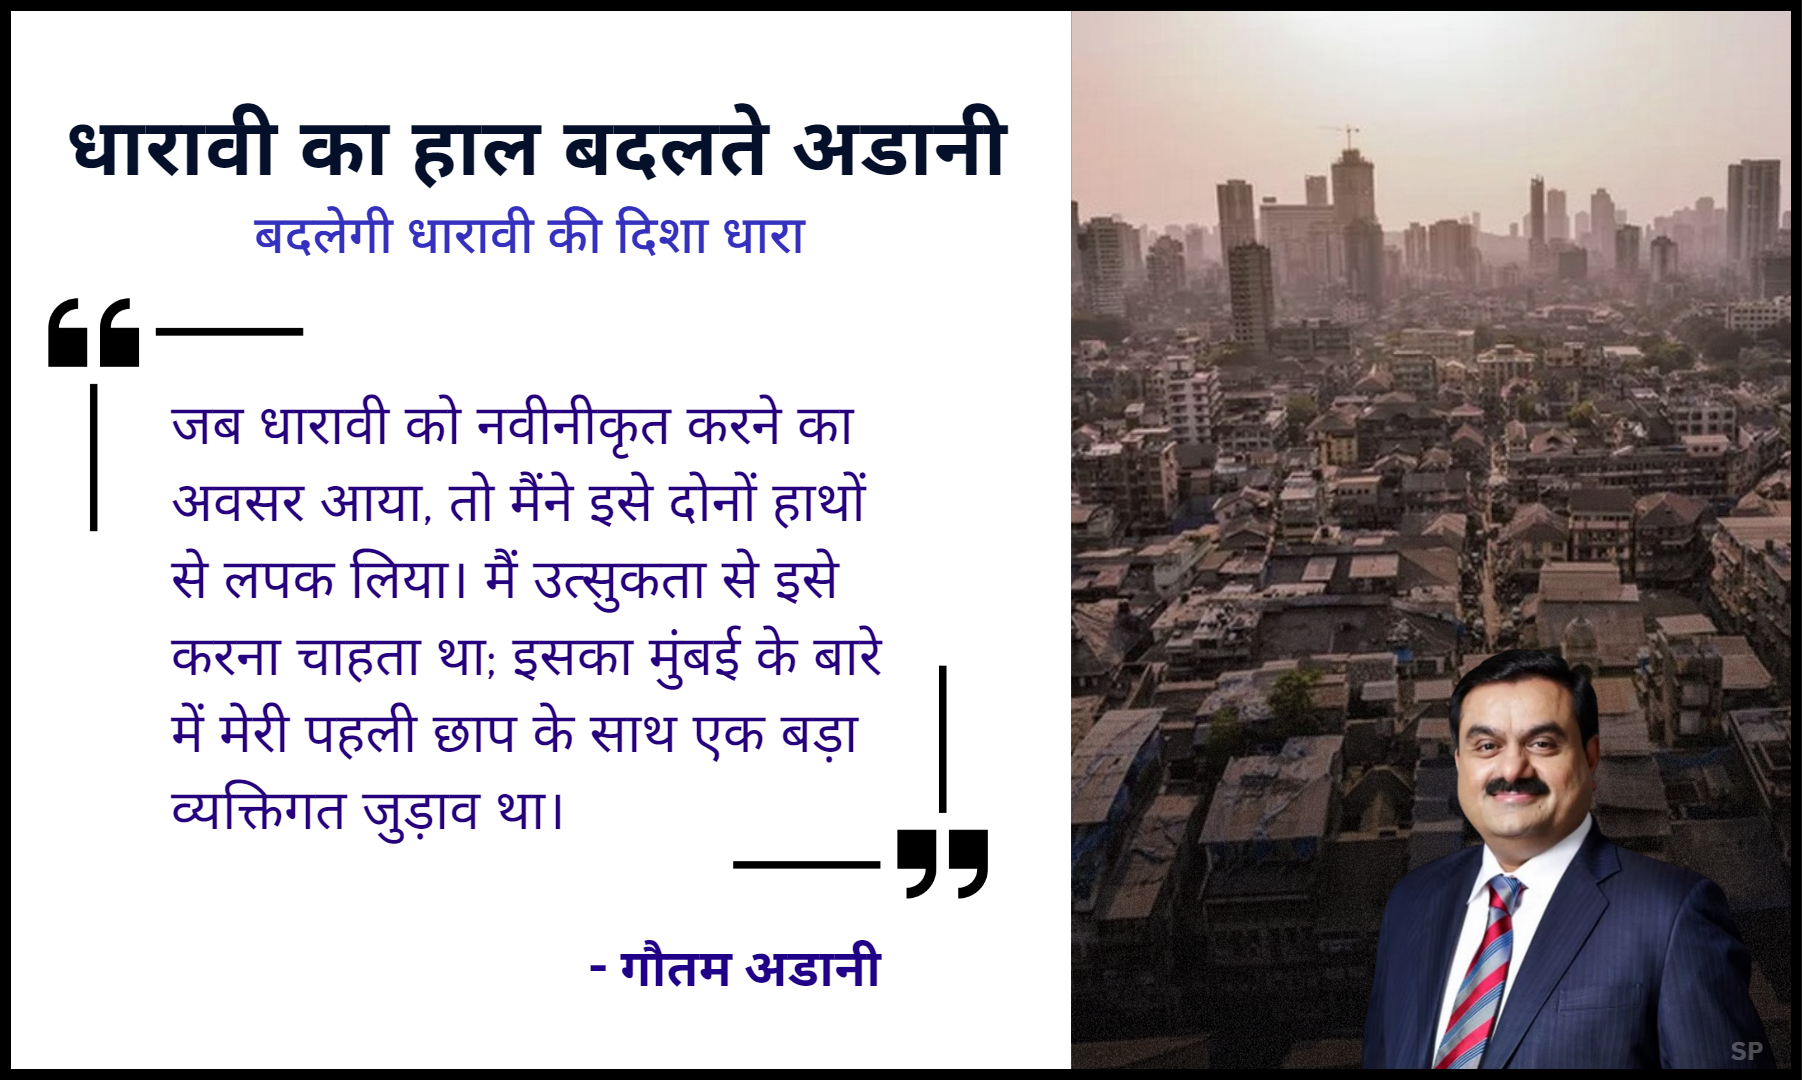 धारावी का हाल बदलते अडानी
बदलेगी धारावी की दिशा धारा
जब धारावी को नवीनीकृत करने का
अवसर आया, तो मैंने इसे दोनों हाथों
से लपक लिया। मैं उत्सुकता से इसे
करना चाहता था; इसका मुंबई के बारे
में मेरी पहली छाप के साथ एक बड़ा
व्यक्तिगत जुड़ाव था।
- गौतम अडानी
SP